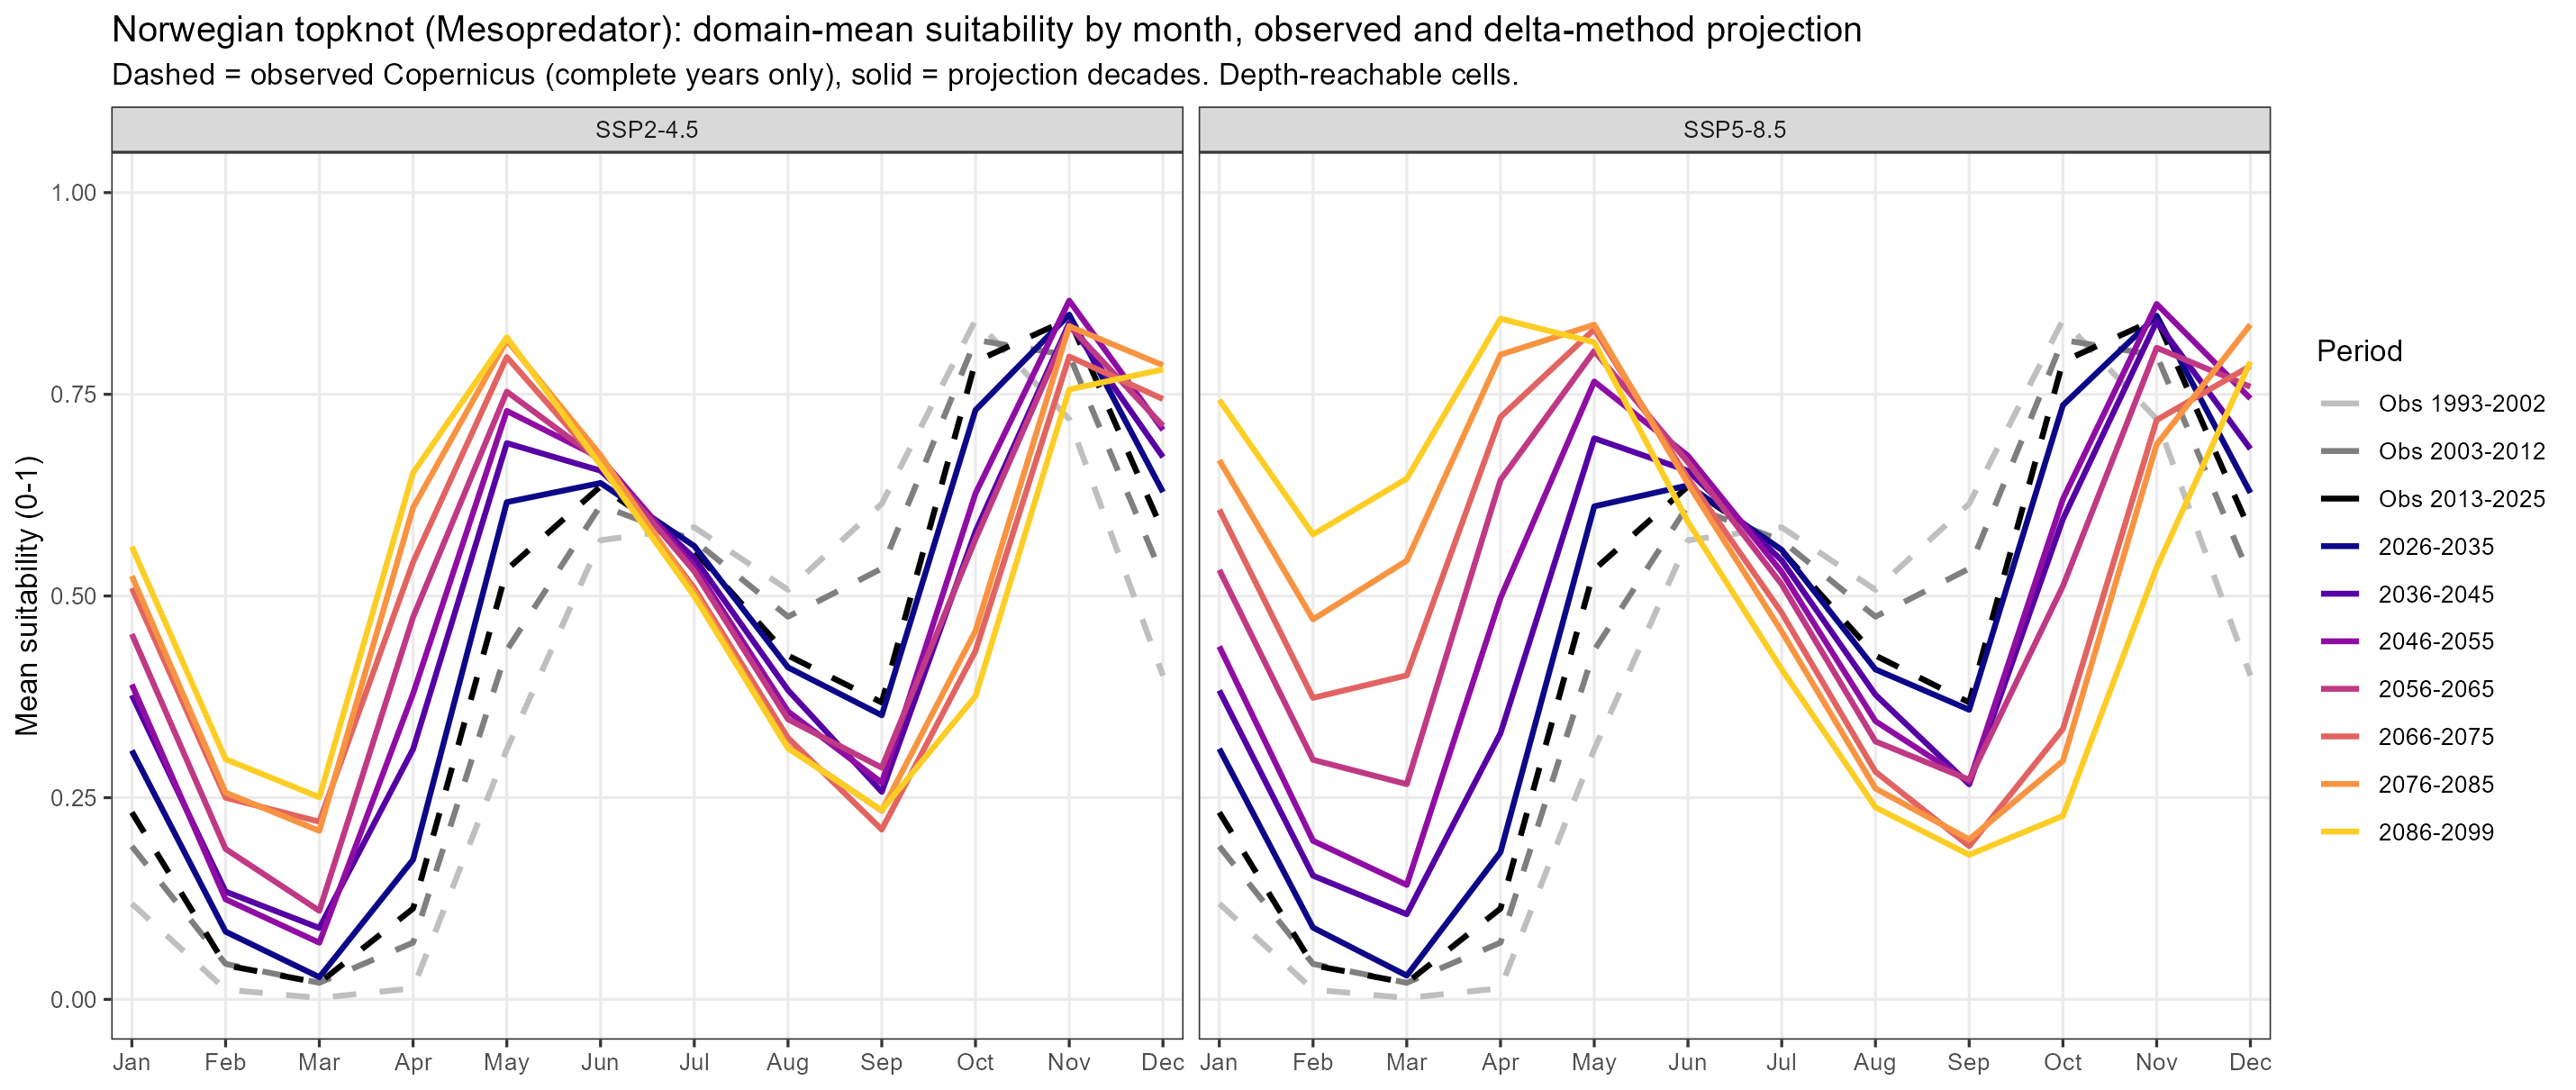 Norwegian topknot (Mesopredator): domain-mean suitability by month, observed and delta-method projection
Dashed = observed Copernicus (complete years only), solid = projection decades. Depth-reachable cells.
SSP2-4.5
SSP5-8.5
Mean suitability (0-1)
1.00
0.75
0.50
0.25
0.00
Jan Feb Mar Apr May Jun Jul Aug Sep Oct Nov Dec
Jan Feb Mar Apr May Jun Jul Aug Sep Oct Nov Dec
Period
Obs 1993-2002
Obs 2003-2012
Obs 2013-2025
2026-2035
2036-2045
2046-2055
2056-2065
2066-2075
2076-2085
2086-2099